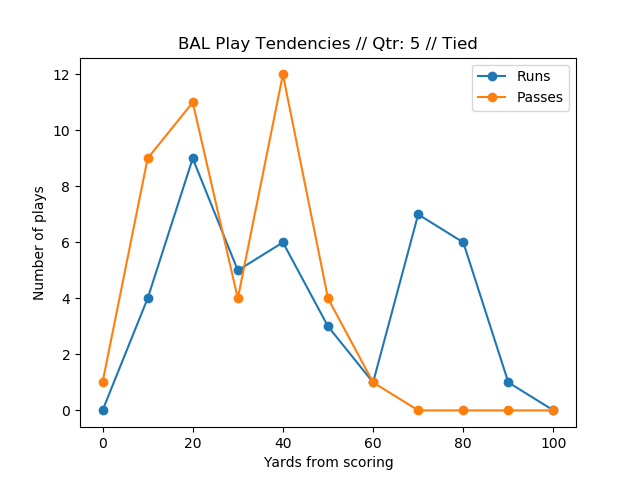 BAL Play Tendencies // Qtr: 5 // Tied
Runs
Passes
12
10
8
6
4
2
0
Number of plays
0 20 40 60 80 100
Yards from scoring